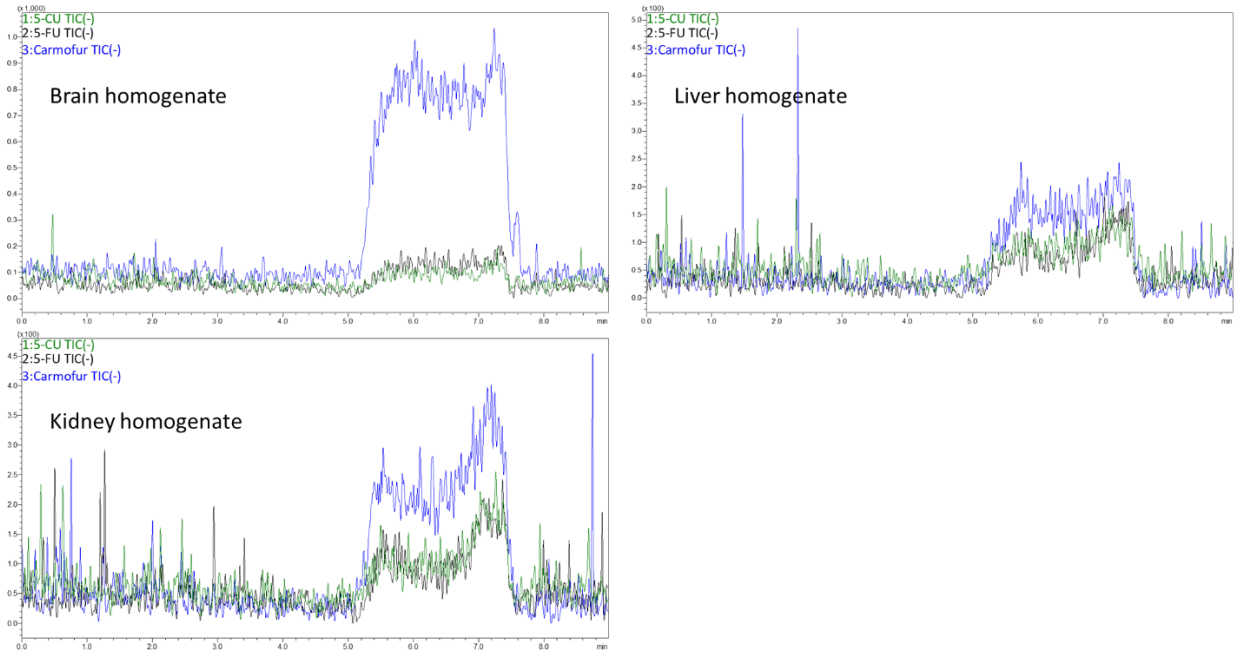 (x1,000)
1:5-CU TIC(-)
2:5-FU TIC(-)
3:Carmofur TIC(-)
Brain homogenate
1.0
0.9
0.8
0.7
0.6
0.5
0.4
0.3
0.2
0.1
0.0
0.0 1.0 2.0 3.0 4.0 5.0 6.0 7.0 8.0 min
(x100)
1:5-CU TIC(-)
2:5-FU TIC(-)
3:Carmofur TIC(-)
Liver homogenate
5.0
4.5
4.0
3.5
3.0
2.5
2.0
1.5
1.0
0.5
0.0
0.0 1.0 2.0 3.0 4.0 5.0 6.0 7.0 8.0 min
(x100)
1:5-CU TIC(-)
2:5-FU TIC(-)
3:Carmofur TIC(-)
Kidney homogenate
4.5
4.0
3.5
3.0
2.5
2.0
1.5
1.0
0.5
0.0
0.0 1.0 2.0 3.0 4.0 5.0 6.0 7.0 8.0 min